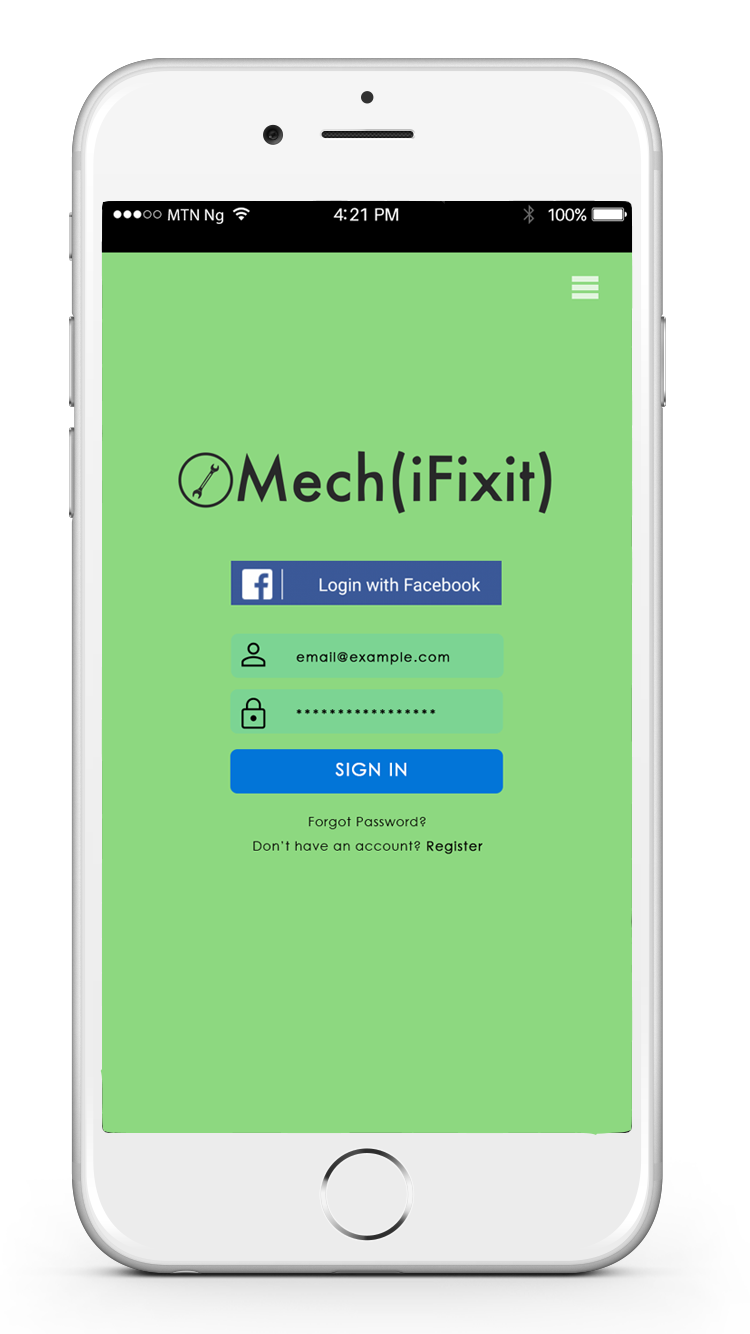 MTN Ng 4:21 PM 100%
Mech(iFixit)
Login with Facebook
email@example.com
*****************
SIGN IN
Forgot Password?
Don't have an account? Register